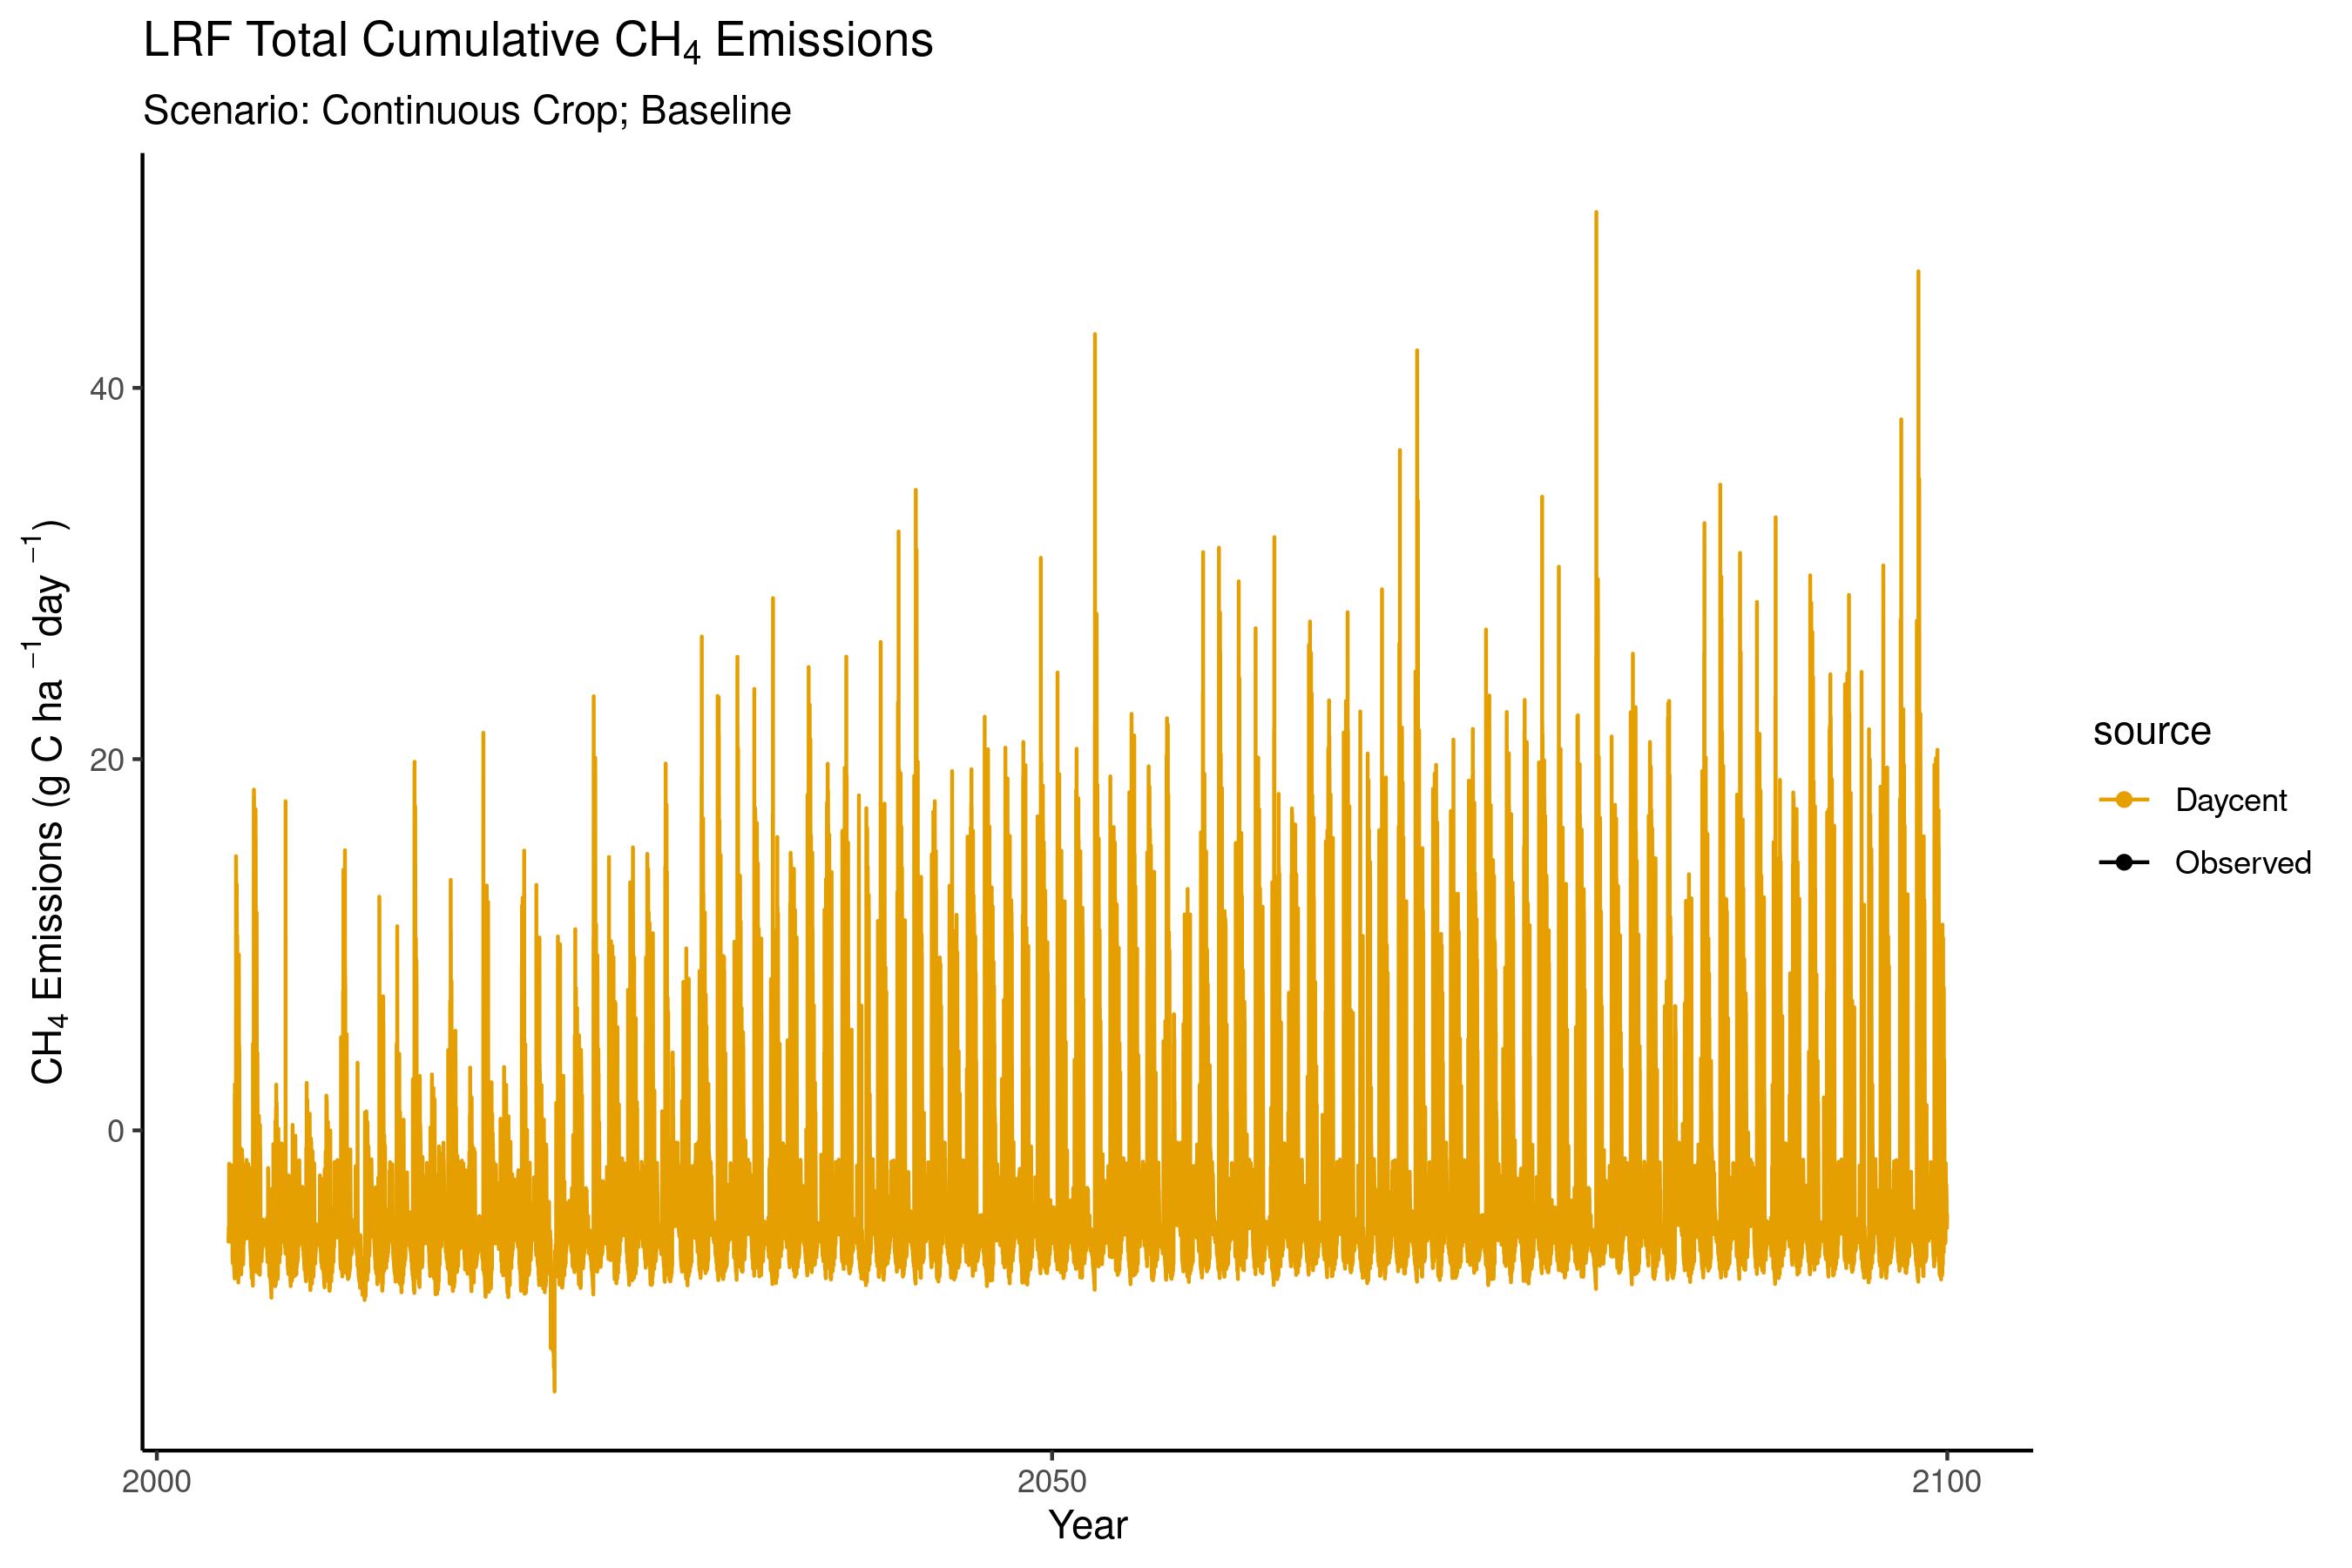 LRF Total Cumulative CH₄ Emissions
Scenario: Continuous Crop; Baseline
CH₄ Emissions (g C ha ⁻¹day ⁻¹)
40
20
0
2000
2050
2100
Year
source
Daycent
Observed